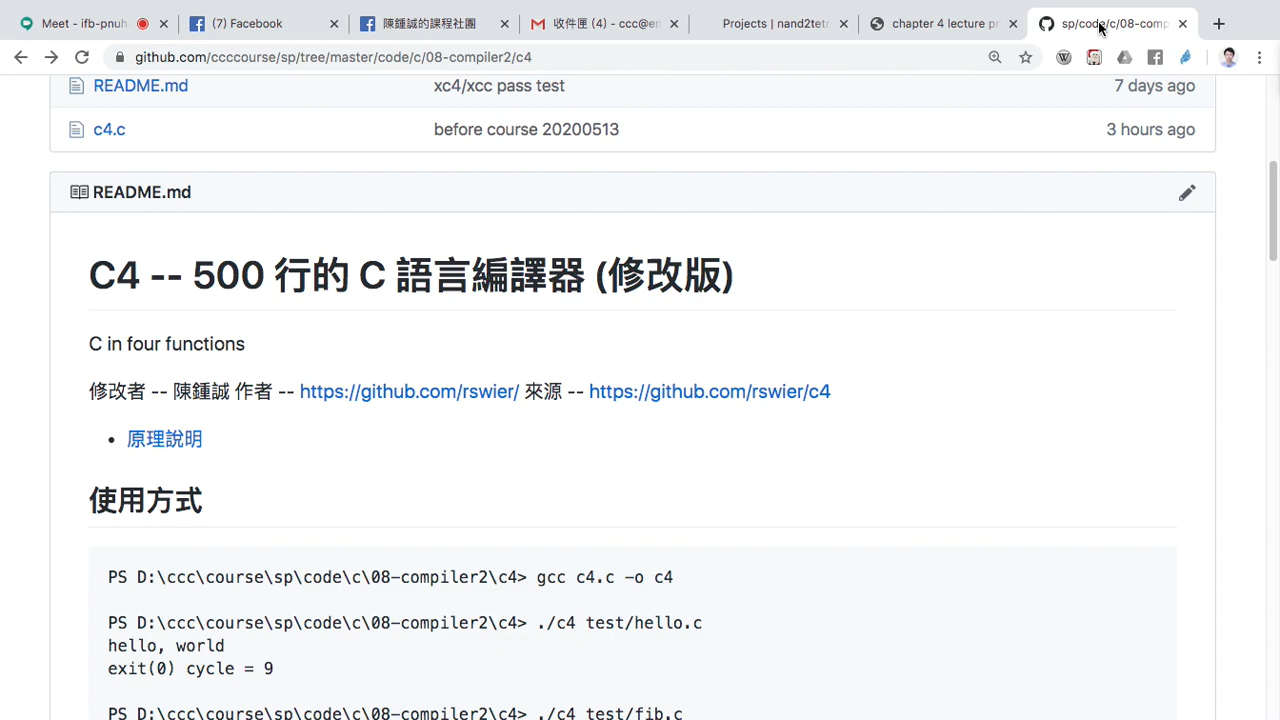 Meet - ifb-pnuh
(7) Facebook
陳鍾誠的課程社團
收件匣 (4) - ccc@en
Projects | nand2tetr
chapter 4 lecture pr
sp/code/c/08-comp
github.com/ccccourse/sp/tree/master/code/c/08-compiler2/c4
README.md xc4/xcc pass test 7 days ago
c4.c before course 20200513 3 hours ago
README.md
C4 -- 500 行的 C 語言編譯器 (修改版)
C in four functions
修改者 -- 陳鍾誠 作者 -- https://github.com/rswier/ 來源 -- https://github.com/rswier/c4
• 原理說明
使用方式
PS D:\ccc\course\sp\code\c\08-compiler2\c4> gcc c4.c -o c4
PS D:\ccc\course\sp\code\c\08-compiler2\c4> ./c4 test/hello.c
hello, world
exit(0) cycle = 9
PS D:\ccc\course\sp\code\c\08-compiler2\c4> ./c4 test/fib.c